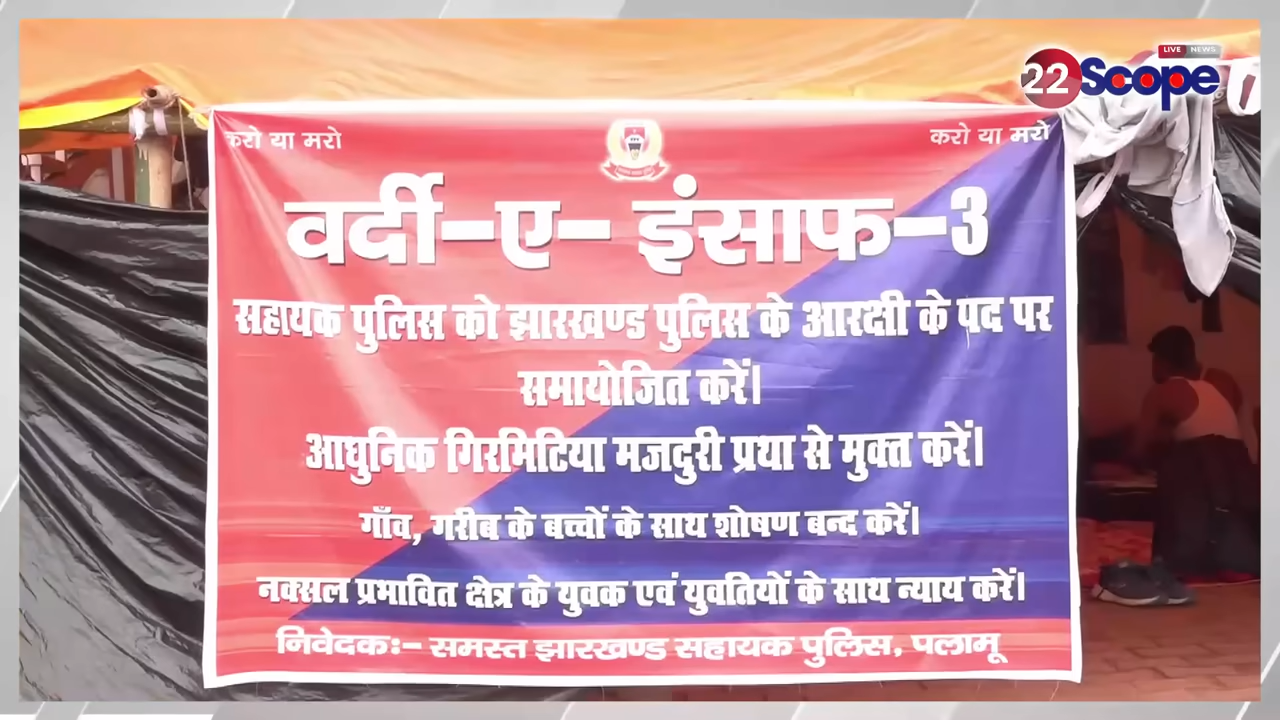 LIVE NEWS
22Scope
करो या मरो
करो या मरो
वर्दी-ए- इंसाफ-3
सहायक पुलिस को झारखण्ड पुलिस के आरक्षी के पद पर
समायोजित करें।
आधुनिक गिरमिटिया मजदुरी प्रथा से मुक्त करें।
गाँव, गरीब के बच्चों के साथ शोषण बन्द करें।
नक्सल प्रभावित क्षेत्र के युवक एवं युवतियों के साथ न्याय करें।
निवेदकः- समस्त झारखण्ड सहायक पुलिस, पलामू